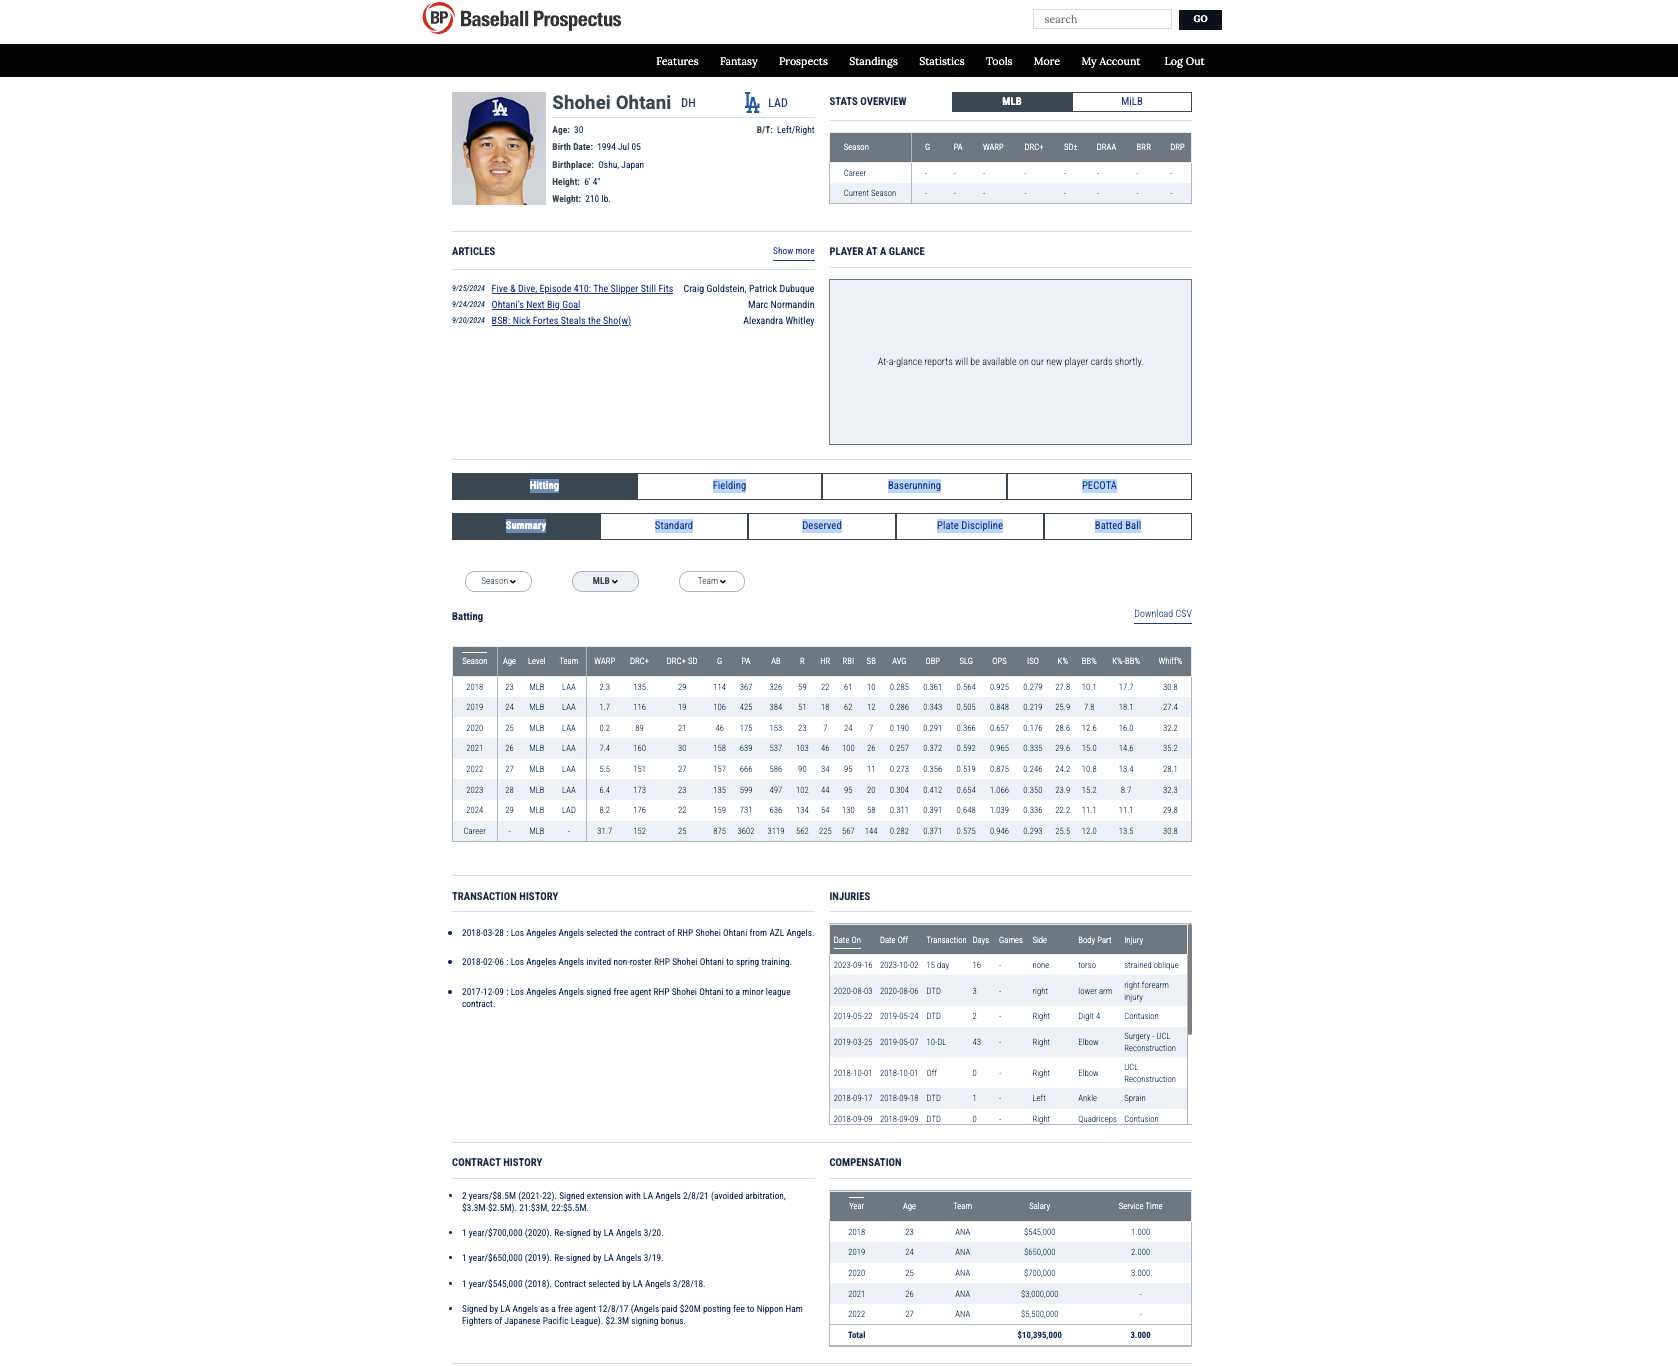 BP Baseball Prospectus
search GO
Features Fantasy Prospects Standings Statistics Tools More My Account Log Out
Shohei Ohtani DH LA LAD
Age: 30 B/T: Left/Right
Birth Date: 1994 Jul 05
Birthplace: Oshu, Japan
Height: 6' 4"
Weight: 210 lb.
STATS OVERVIEW MLB MiLB
Season G PA WARP DRC+ SD± DRAA BRR DRP
Career - - - - - - - -
Current Season - - - - - - - -
ARTICLES Show more
9/25/2024 Five & Dive, Episode 410: The Slipper Still Fits Craig Goldstein, Patrick Dubuque
9/24/2024 Ohtani's Next Big Goal Marc Normandin
9/20/2024 BSB: Nick Fortes Steals the Sho(w) Alexandra Whitley
PLAYER AT A GLANCE
At-a-glance reports will be available on our new player cards shortly.
Hitting Fielding Baserunning PECOTA
Summary Standard Deserved Plate Discipline Batted Ball
Season MLB Team
Batting Download CSV
Season Age Level Team WARP DRC+ DRC+ SD G PA AB R HR RBI SB AVG OBP SLG OPS ISO K% BB% K%-BB% Whiff%
2018 23 MLB LAA 2.3 135 29 114 367 326 59 22 61 10 0.285 0.361 0.564 0.925 0.279 27.8 10.1 17.7 30.8
2019 24 MLB LAA 1.7 116 19 106 425 384 51 18 62 12 0.286 0.343 0.505 0.848 0.219 25.9 7.8 18.1 27.4
2020 25 MLB LAA 0.2 89 21 46 175 153 23 7 24 7 0.190 0.291 0.366 0.657 0.176 28.6 12.6 16.0 32.2
2021 26 MLB LAA 7.4 160 30 158 639 537 103 46 100 26 0.257 0.372 0.592 0.965 0.335 29.6 15.0 14.6 35.2
2022 27 MLB LAA 5.5 151 27 157 666 586 90 34 95 11 0.273 0.356 0.519 0.875 0.246 24.2 10.8 13.4 28.1
2023 28 MLB LAA 6.4 173 23 135 599 497 102 44 95 20 0.304 0.412 0.654 1.066 0.350 23.9 15.2 8.7 32.3
2024 29 MLB LAD 8.2 176 22 159 731 636 134 54 130 58 0.311 0.391 0.648 1.039 0.336 22.2 11.1 11.1 29.8
Career - MLB - 31.7 152 25 875 3602 3119 562 225 567 144 0.282 0.371 0.575 0.946 0.293 25.5 12.0 13.5 30.8
TRANSACTION HISTORY
2018-03-28 : Los Angeles Angels selected the contract of RHP Shohei Ohtani from AZL Angels.
2018-02-06 : Los Angeles Angels invited non-roster RHP Shohei Ohtani to spring training.
2017-12-09 : Los Angeles Angels signed free agent RHP Shohei Ohtani to a minor league
contract.
INJURIES
Date On Date Off Transaction Days Games Side Body Part Injury
2023-09-16 2023-10-02 15 day 16 - none torso strained oblique
2020-08-03 2020-08-06 DTD 3 - right lower arm right forearm
injury
2019-05-22 2019-05-24 DTD 2 - Right Digit 4 Contusion
2019-03-25 2019-05-07 10-DL 43 - Right Elbow Surgery - UCL
Reconstruction
2018-10-01 2018-10-01 Off 0 - Right Elbow UCL
Reconstruction
2018-09-17 2018-09-18 DTD 1 - Left Ankle Sprain
2018-09-09 2018-09-09 DTD 0 - Right Quadriceps Contusion
CONTRACT HISTORY
2 years/$8.5M (2021-22). Signed extension with LA Angels 2/8/21 (avoided arbitration,
$3.3M-$2.5M). 21:$3M, 22:$5.5M.
1 year/$700,000 (2020). Re-signed by LA Angels 3/20.
1 year/$650,000 (2019). Re-signed by LA Angels 3/19.
1 year/$545,000 (2018). Contract selected by LA Angels 3/28/18.
Signed by LA Angels as a free agent 12/8/17 (Angels paid $20M posting fee to Nippon Ham
Fighters of Japanese Pacific League). $2.3M signing bonus.
COMPENSATION
Year Age Team Salary Service Time
2018 23 ANA $545,000 1.000
2019 24 ANA $650,000 2.000
2020 25 ANA $700,000 3.000
2021 26 ANA $3,000,000 -
2022 27 ANA $5,500,000 -
Total $10,395,000 3.000